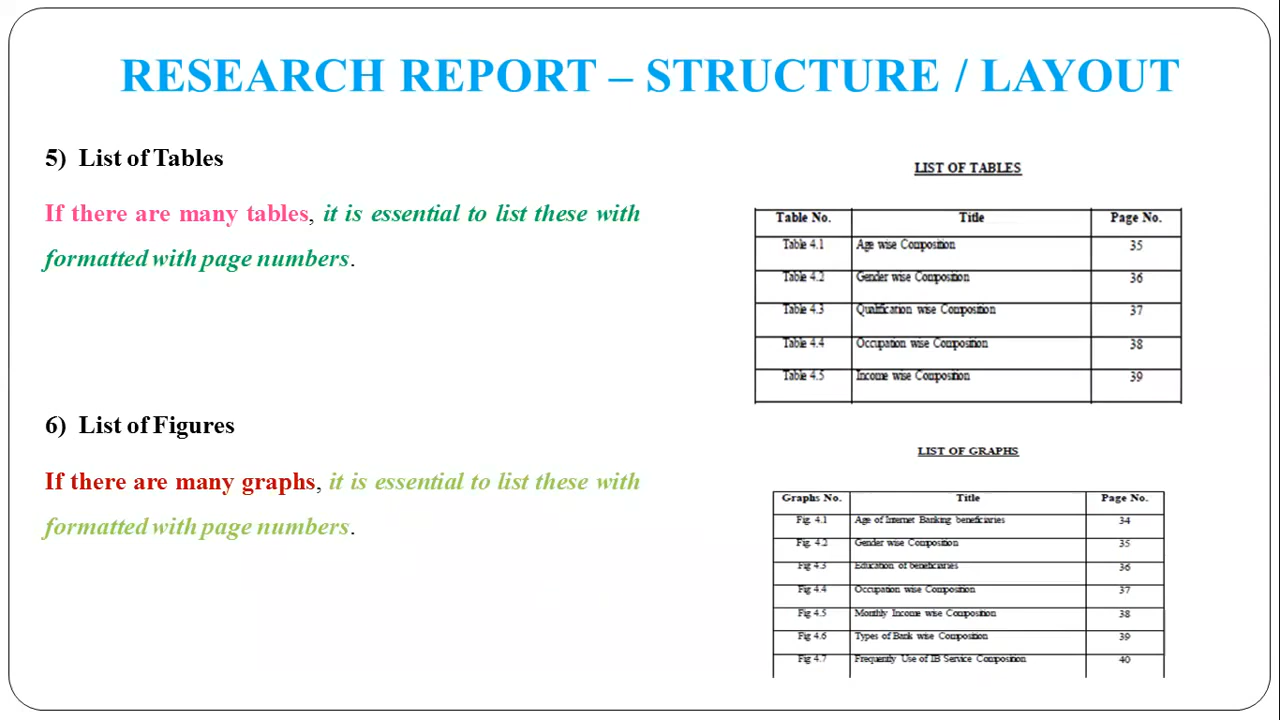 RESEARCH REPORT – STRUCTURE / LAYOUT
5) List of Tables
If there are many tables, it is essential to list these with
formatted with page numbers.
LIST OF TABLES
Table No. Title Page No.
Table 4.1 Age wise Composition 35
Table 4.2 Gender wise Composition 36
Table 4.3 Qualification wise Composition 37
Table 4.4 Occupation wise Composition 38
Table 4.5 Income wise Composition 39
6) List of Figures
If there are many graphs, it is essential to list these with
formatted with page numbers.
LIST OF GRAPHS
Graphs No. Title Page No.
Fig. 4.1 Age of Internet Banking beneficiaries 34
Fig. 4.2 Gender wise Composition 35
Fig 4.3 Education of beneficiaries 36
Fig 4.4 Occupation wise Composition 37
Fig 4.5 Monthly Income wise Composition 38
Fig 4.6 Types of Bank wise Composition 39
Fig 4.7 Frequently Use of IB Service Composition 40